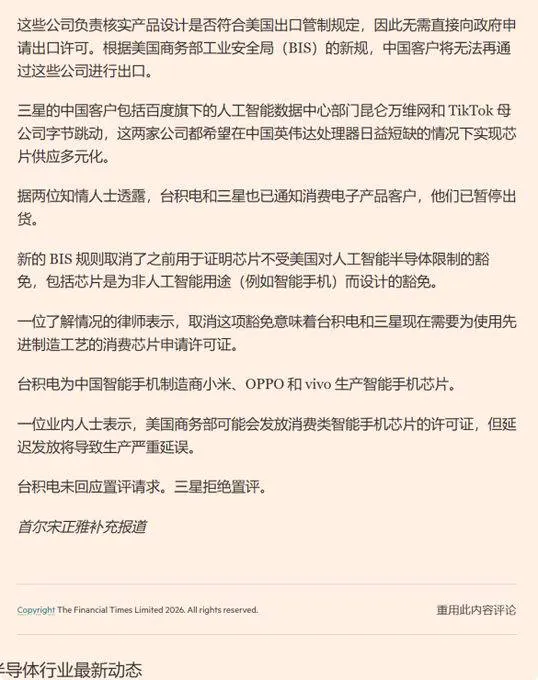 这些公司负责核实产品设计是否符合美国出口管制规定，因此无需直接向政府申
请出口许可。根据美国商务部工业安全局（BIS）的新规，中国客户将无法再通
过这些公司进行出口。
三星的中国客户包括百度旗下的人工智能数据中心部门昆仑万维网和 TikTok 母
公司字节跳动，这两家公司都希望在中国英伟达处理器日益短缺的情况下实现芯
片供应多元化。
据两位知情人士透露，台积电和三星也已通知消费电子产品客户，他们已暂停出
货。
新的 BIS 规则取消了之前用于证明芯片不受美国对人工智能半导体限制的豁
免，包括芯片是为非人工智能用途（例如智能手机）而设计的豁免。
一位了解情况的律师表示，取消这项豁免意味着台积电和三星现在需要为使用先
进制造工艺的消费芯片申请许可证。
台积电为中国智能手机制造商小米、OPPO 和 vivo 生产智能手机芯片。
一位业内人士表示，美国商务部可能会发放消费类智能手机芯片的许可证，但延
迟发放将导致生产严重延误。
台积电未回应置评请求。三星拒绝置评。
首尔宋正雅补充报道
Copyright The Financial Times Limited 2026. All rights reserved.
重用此内容评论
半导体行业最新动态